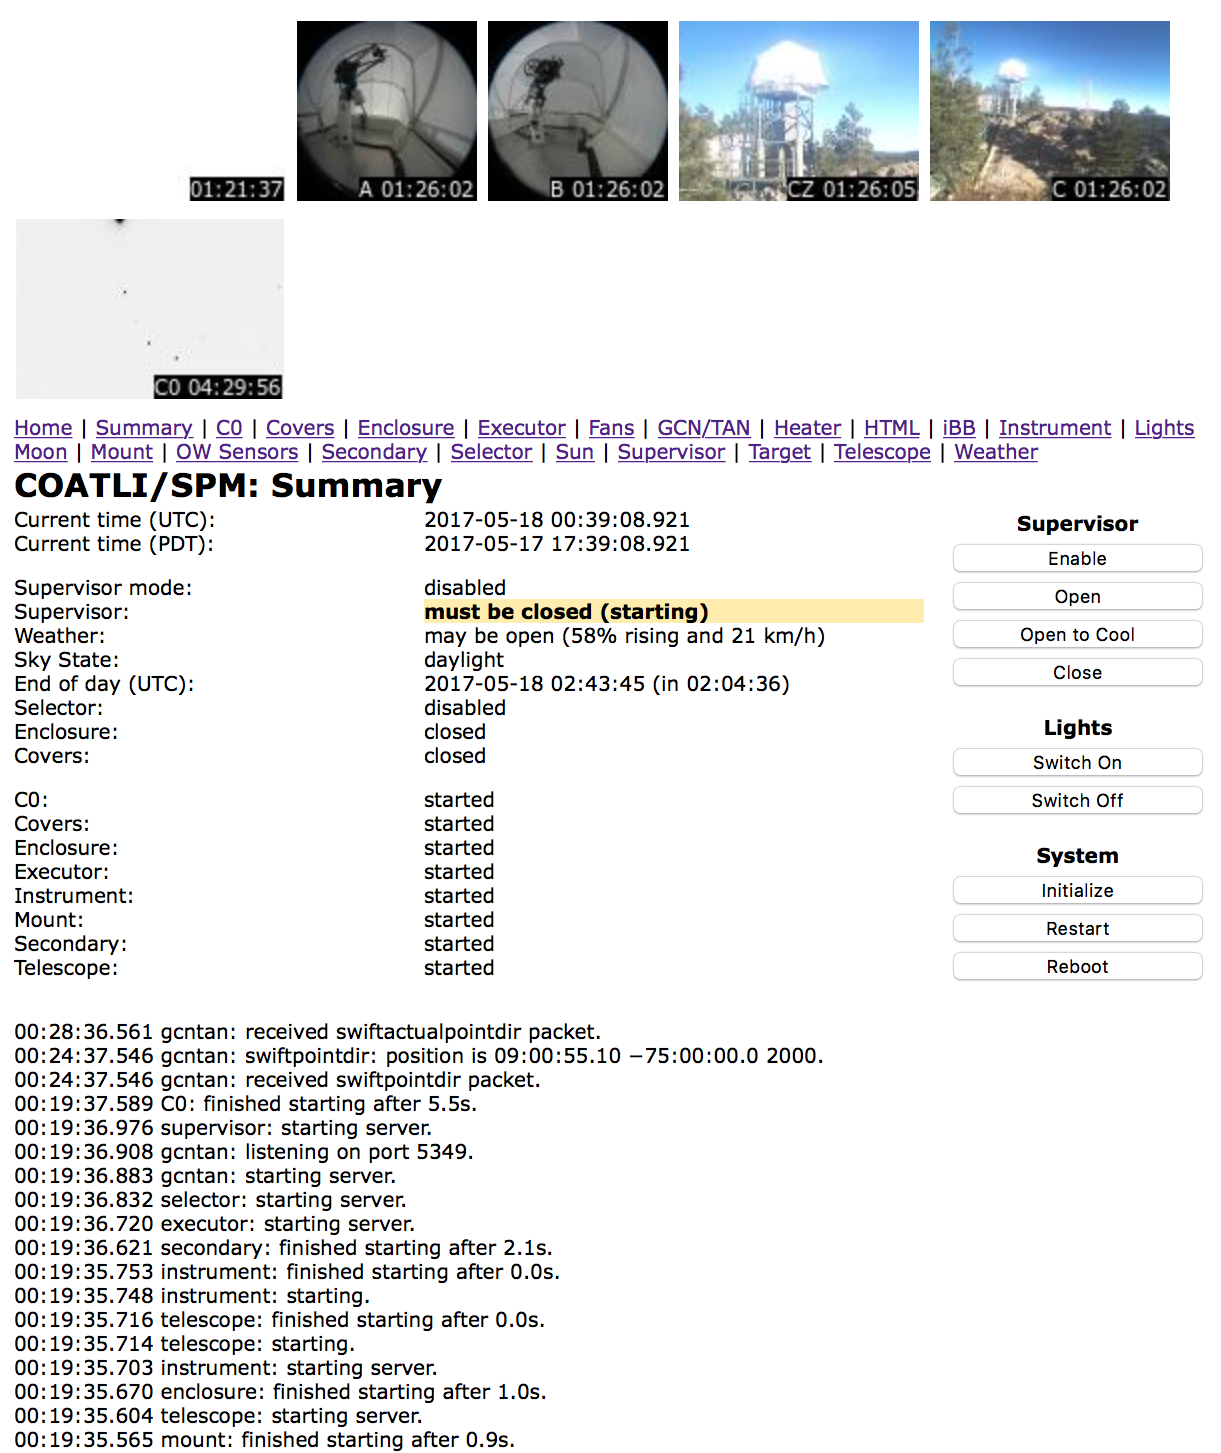 01:21:37
A 01:26:02
B 01:26:02
CZ 01:26:05
C 01:26:02
C0 04:29:56
Home | Summary | C0 | Covers | Enclosure | Executor | Fans | GCN/TAN | Heater | HTML | iBB | Instrument | Lights
Moon | Mount | OW Sensors | Secondary | Selector | Sun | Supervisor | Target | Telescope | Weather
COATLI/SPM: Summary
Current time (UTC): 2017-05-18 00:39:08.921
Current time (PDT): 2017-05-17 17:39:08.921
Supervisor mode: disabled
Supervisor: must be closed (starting)
Weather: may be open (58% rising and 21 km/h)
Sky State: daylight
End of day (UTC): 2017-05-18 02:43:45 (in 02:04:36)
Selector: disabled
Enclosure: closed
Covers: closed
C0: started
Covers: started
Enclosure: started
Executor: started
Instrument: started
Mount: started
Secondary: started
Telescope: started
Supervisor
Enable
Open
Open to Cool
Close
Lights
Switch On
Switch Off
System
Initialize
Restart
Reboot
00:28:36.561 gcntan: received swiftactualpointdir packet.
00:24:37.546 gcntan: swiftpointdir: position is 09:00:55.10 −75:00:00.0 2000.
00:24:37.546 gcntan: received swiftpointdir packet.
00:19:37.589 C0: finished starting after 5.5s.
00:19:36.976 supervisor: starting server.
00:19:36.908 gcntan: listening on port 5349.
00:19:36.883 gcntan: starting server.
00:19:36.832 selector: starting server.
00:19:36.720 executor: starting server.
00:19:36.621 secondary: finished starting after 2.1s.
00:19:35.753 instrument: finished starting after 0.0s.
00:19:35.748 instrument: starting.
00:19:35.716 telescope: finished starting after 0.0s.
00:19:35.714 telescope: starting.
00:19:35.703 instrument: starting server.
00:19:35.670 enclosure: finished starting after 1.0s.
00:19:35.604 telescope: starting server.
00:19:35.565 mount: finished starting after 0.9s.